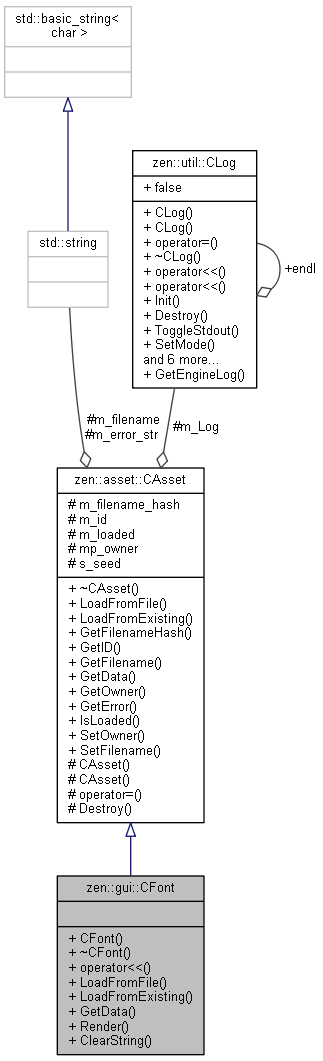 std::basic_string<
char >
zen::util::CLog
+ false
+ CLog()
+ CLog()
+ operator=()
+ ~CLog()
+ operator<<()
+ operator<<()
+ Init()
+ Destroy()
+ ToggleStdout()
+ SetMode()
and 6 more...
+ GetEngineLog()
+endl
std::string
#m_filename
#m_error_str
#m_Log
zen::asset::CAsset
# m_filename_hash
# m_id
# m_loaded
# mp_owner
# s_seed
+ ~CAsset()
+ LoadFromFile()
+ LoadFromExisting()
+ GetFilenameHash()
+ GetID()
+ GetFilename()
+ GetData()
+ GetOwner()
+ GetError()
+ IsLoaded()
+ SetOwner()
+ SetFilename()
# CAsset()
# CAsset()
# operator=()
# Destroy()
zen::gui::CFont
+ CFont()
+ ~CFont()
+ operator<<()
+ LoadFromFile()
+ LoadFromExisting()
+ GetData()
+ Render()
+ ClearString()